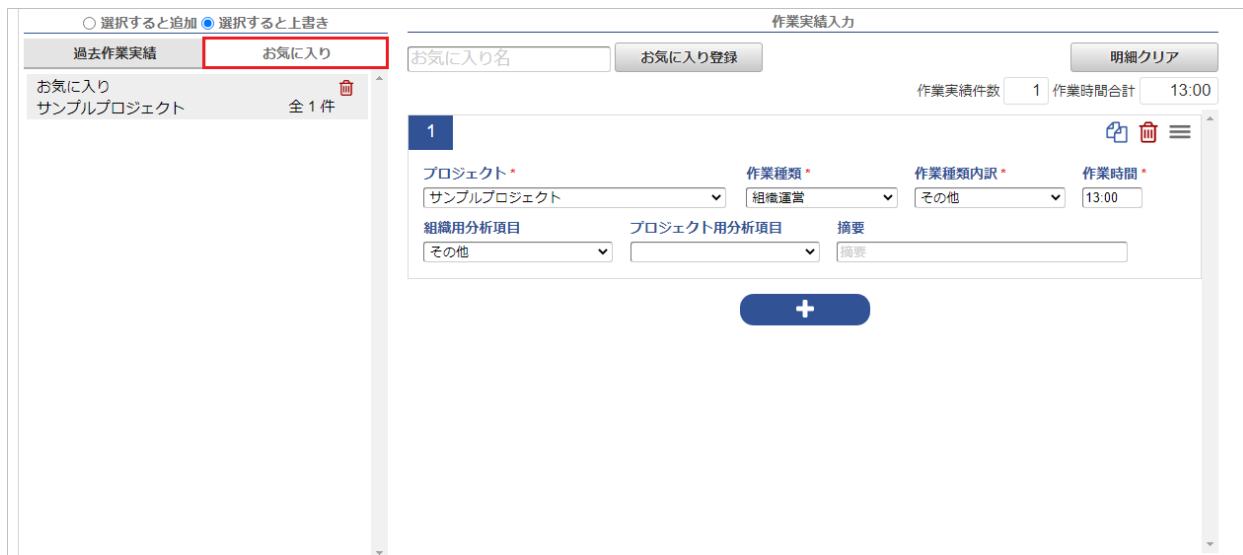 選択すると追加 選択すると上書き
過去作業実績 お気に入り
お気に入り
サンプルプロジェクト 全1件
作業実績入力
お気に入り名 お気に入り登録 明細クリア
作業実績件数 1 作業時間合計 13:00
1
プロジェクト* 作業種類* 作業種類内訳* 作業時間*
サンプルプロジェクト 組織運営 その他 13:00
組織用分析項目 プロジェクト用分析項目 摘要
その他 摘要